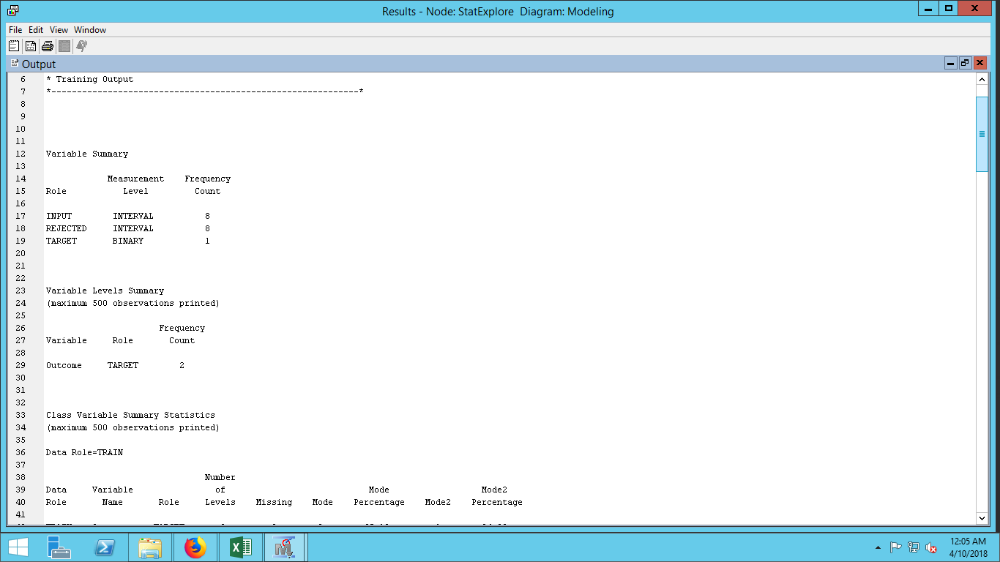 Results - Node: StatExplore Diagram: Modeling
File Edit View Window
Output
6 * Training Output
7 *------------------------------------------------------------*
8
9
10
11
12 Variable Summary
13
14 Measurement Frequency
15 Role Level Count
16
17 INPUT INTERVAL 8
18 REJECTED INTERVAL 8
19 TARGET BINARY 1
20
21
22
23 Variable Levels Summary
24 (maximum 500 observations printed)
25
26 Frequency
27 Variable Role Count
28
29 Outcome TARGET 2
30
31
32
33 Class Variable Summary Statistics
34 (maximum 500 observations printed)
35
36 Data Role=TRAIN
37
38 Number
39 Data Variable of Mode Mode2
40 Role Name Role Levels Missing Mode Percentage Mode2 Percentage
41
12:05 AM
4/10/2018